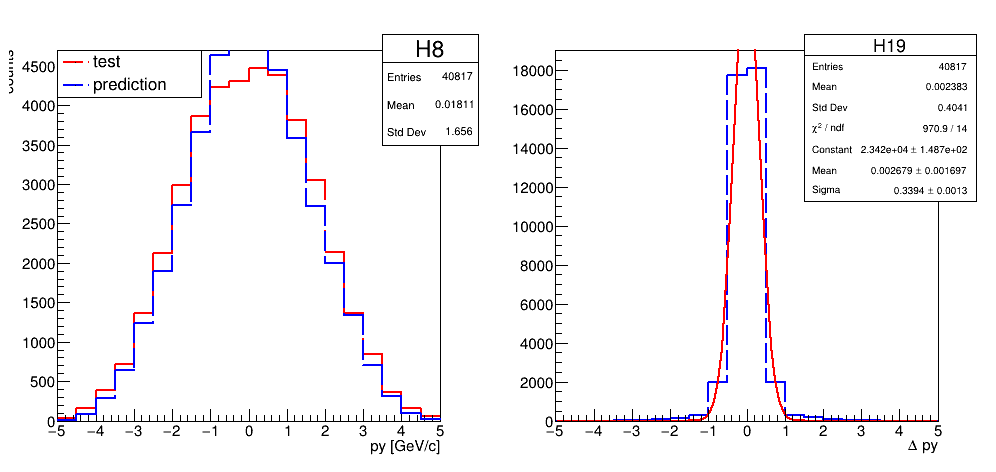 counts
test
prediction
H8
Entries 40817
Mean 0.01811
Std Dev 1.656
4500
4000
3500
3000
2500
2000
1500
1000
500
0
−5 −4 −3 −2 −1 0 1 2 3 4 5
py [GeV/c]
H19
Entries 40817
Mean 0.002383
Std Dev 0.4041
χ² / ndf 970.9 / 14
Constant 2.342e+04 ± 1.487e+02
Mean 0.002679 ± 0.001697
Sigma 0.3394 ± 0.0013
18000
16000
14000
12000
10000
8000
6000
4000
2000
0
−5 −4 −3 −2 −1 0 1 2 3 4 5
Δ py